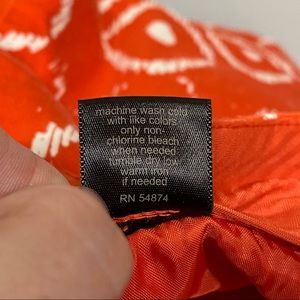 machine wash cold
with like colors
only non-
chlorine bleach
when needed
tumble dry low
warm iron
if needed
RN 54874